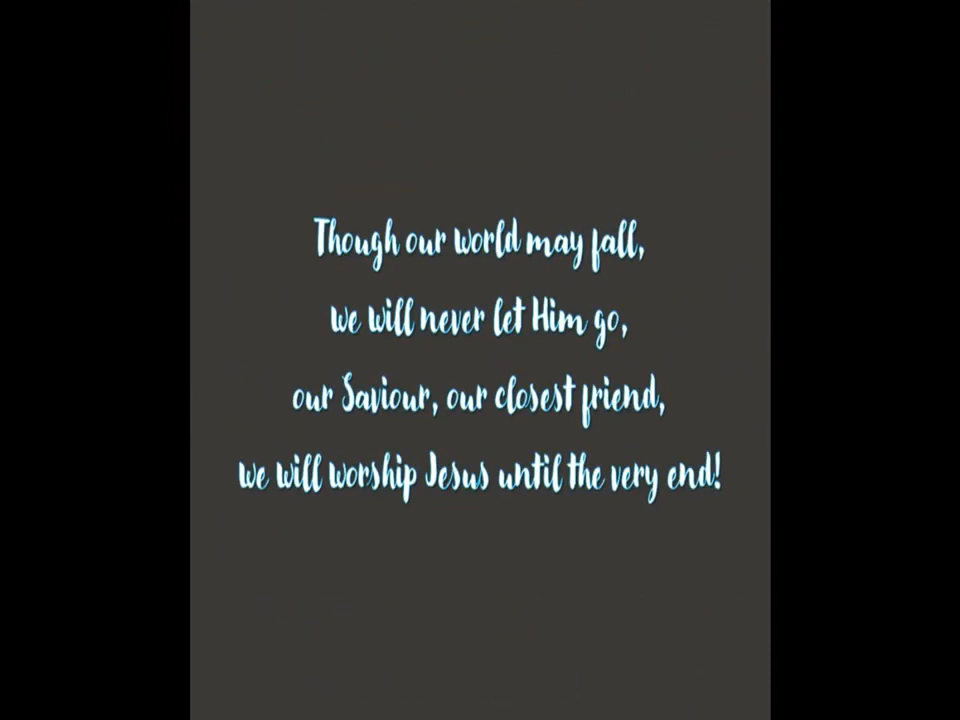 Though our world may fall,
we will never let Him go,
our Saviour, our closest friend,
we will worship Jesus until the very end!